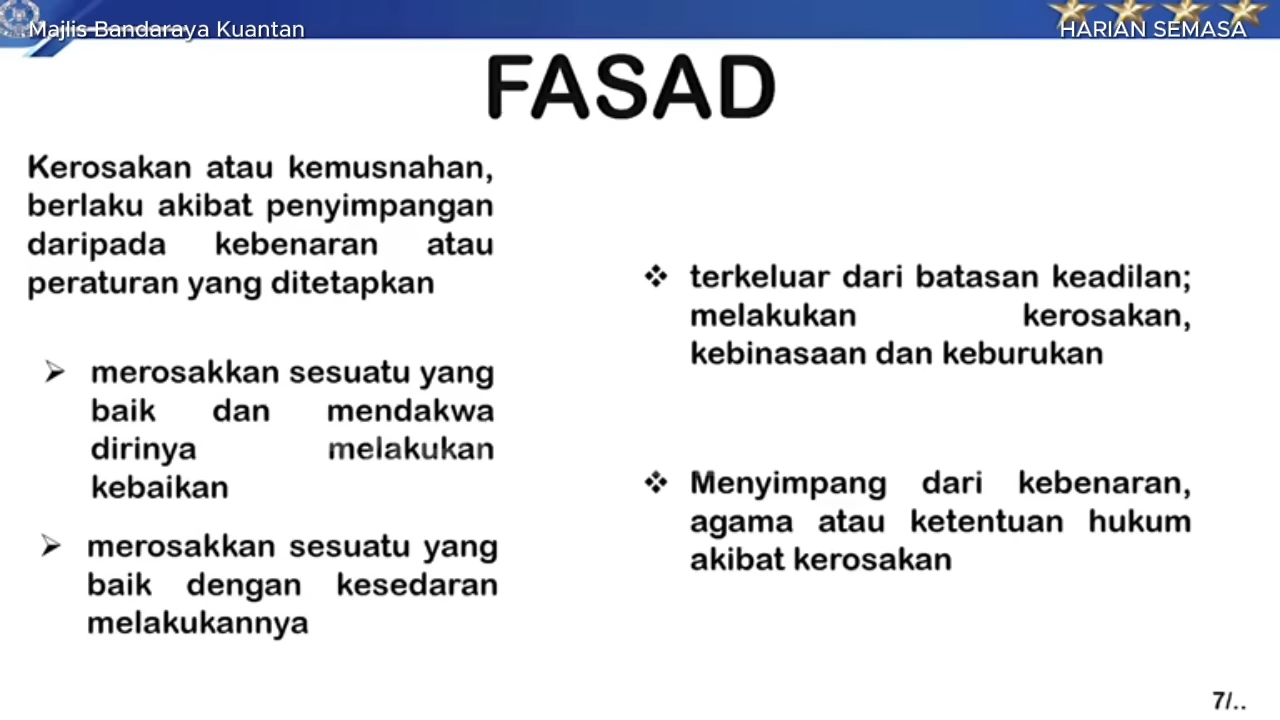 Majlis Bandaraya Kuantan
HARIAN SEMASA
FASAD
Kerosakan atau kemusnahan,
berlaku akibat penyimpangan
daripada kebenaran atau
peraturan yang ditetapkan
merosakkan sesuatu yang
baik dan mendakwa
dirinya melakukan
kebaikan
merosakkan sesuatu yang
baik dengan kesedaran
melakukannya
terkeluar dari batasan keadilan;
melakukan kerosakan,
kebinasaan dan keburukan
Menyimpang dari kebenaran,
agama atau ketentuan hukum
akibat kerosakan
7/..